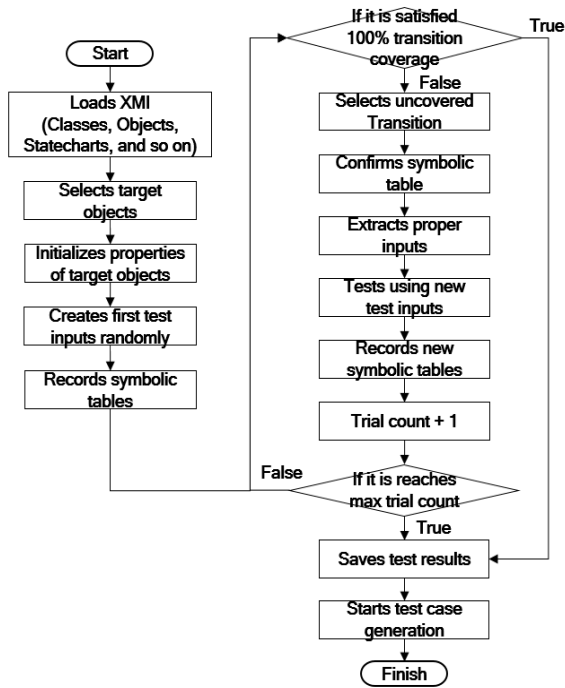 Start
Loads XMI
(Classes, Objects,
Statecharts, and so on)
Selects target
objects
Initializes properties
of target objects
Creates first test
inputs randomly
Records symbolic
tables
If it is satisfied
100% transition
coverage
True
False
Selects uncovered
Transition
Confirms symbolic
table
Extracts proper
inputs
Tests using new
test inputs
Records new
symbolic tables
Trial count + 1
False
If it is reaches
max trial count
True
Saves test results
Starts test case
generation
Finish